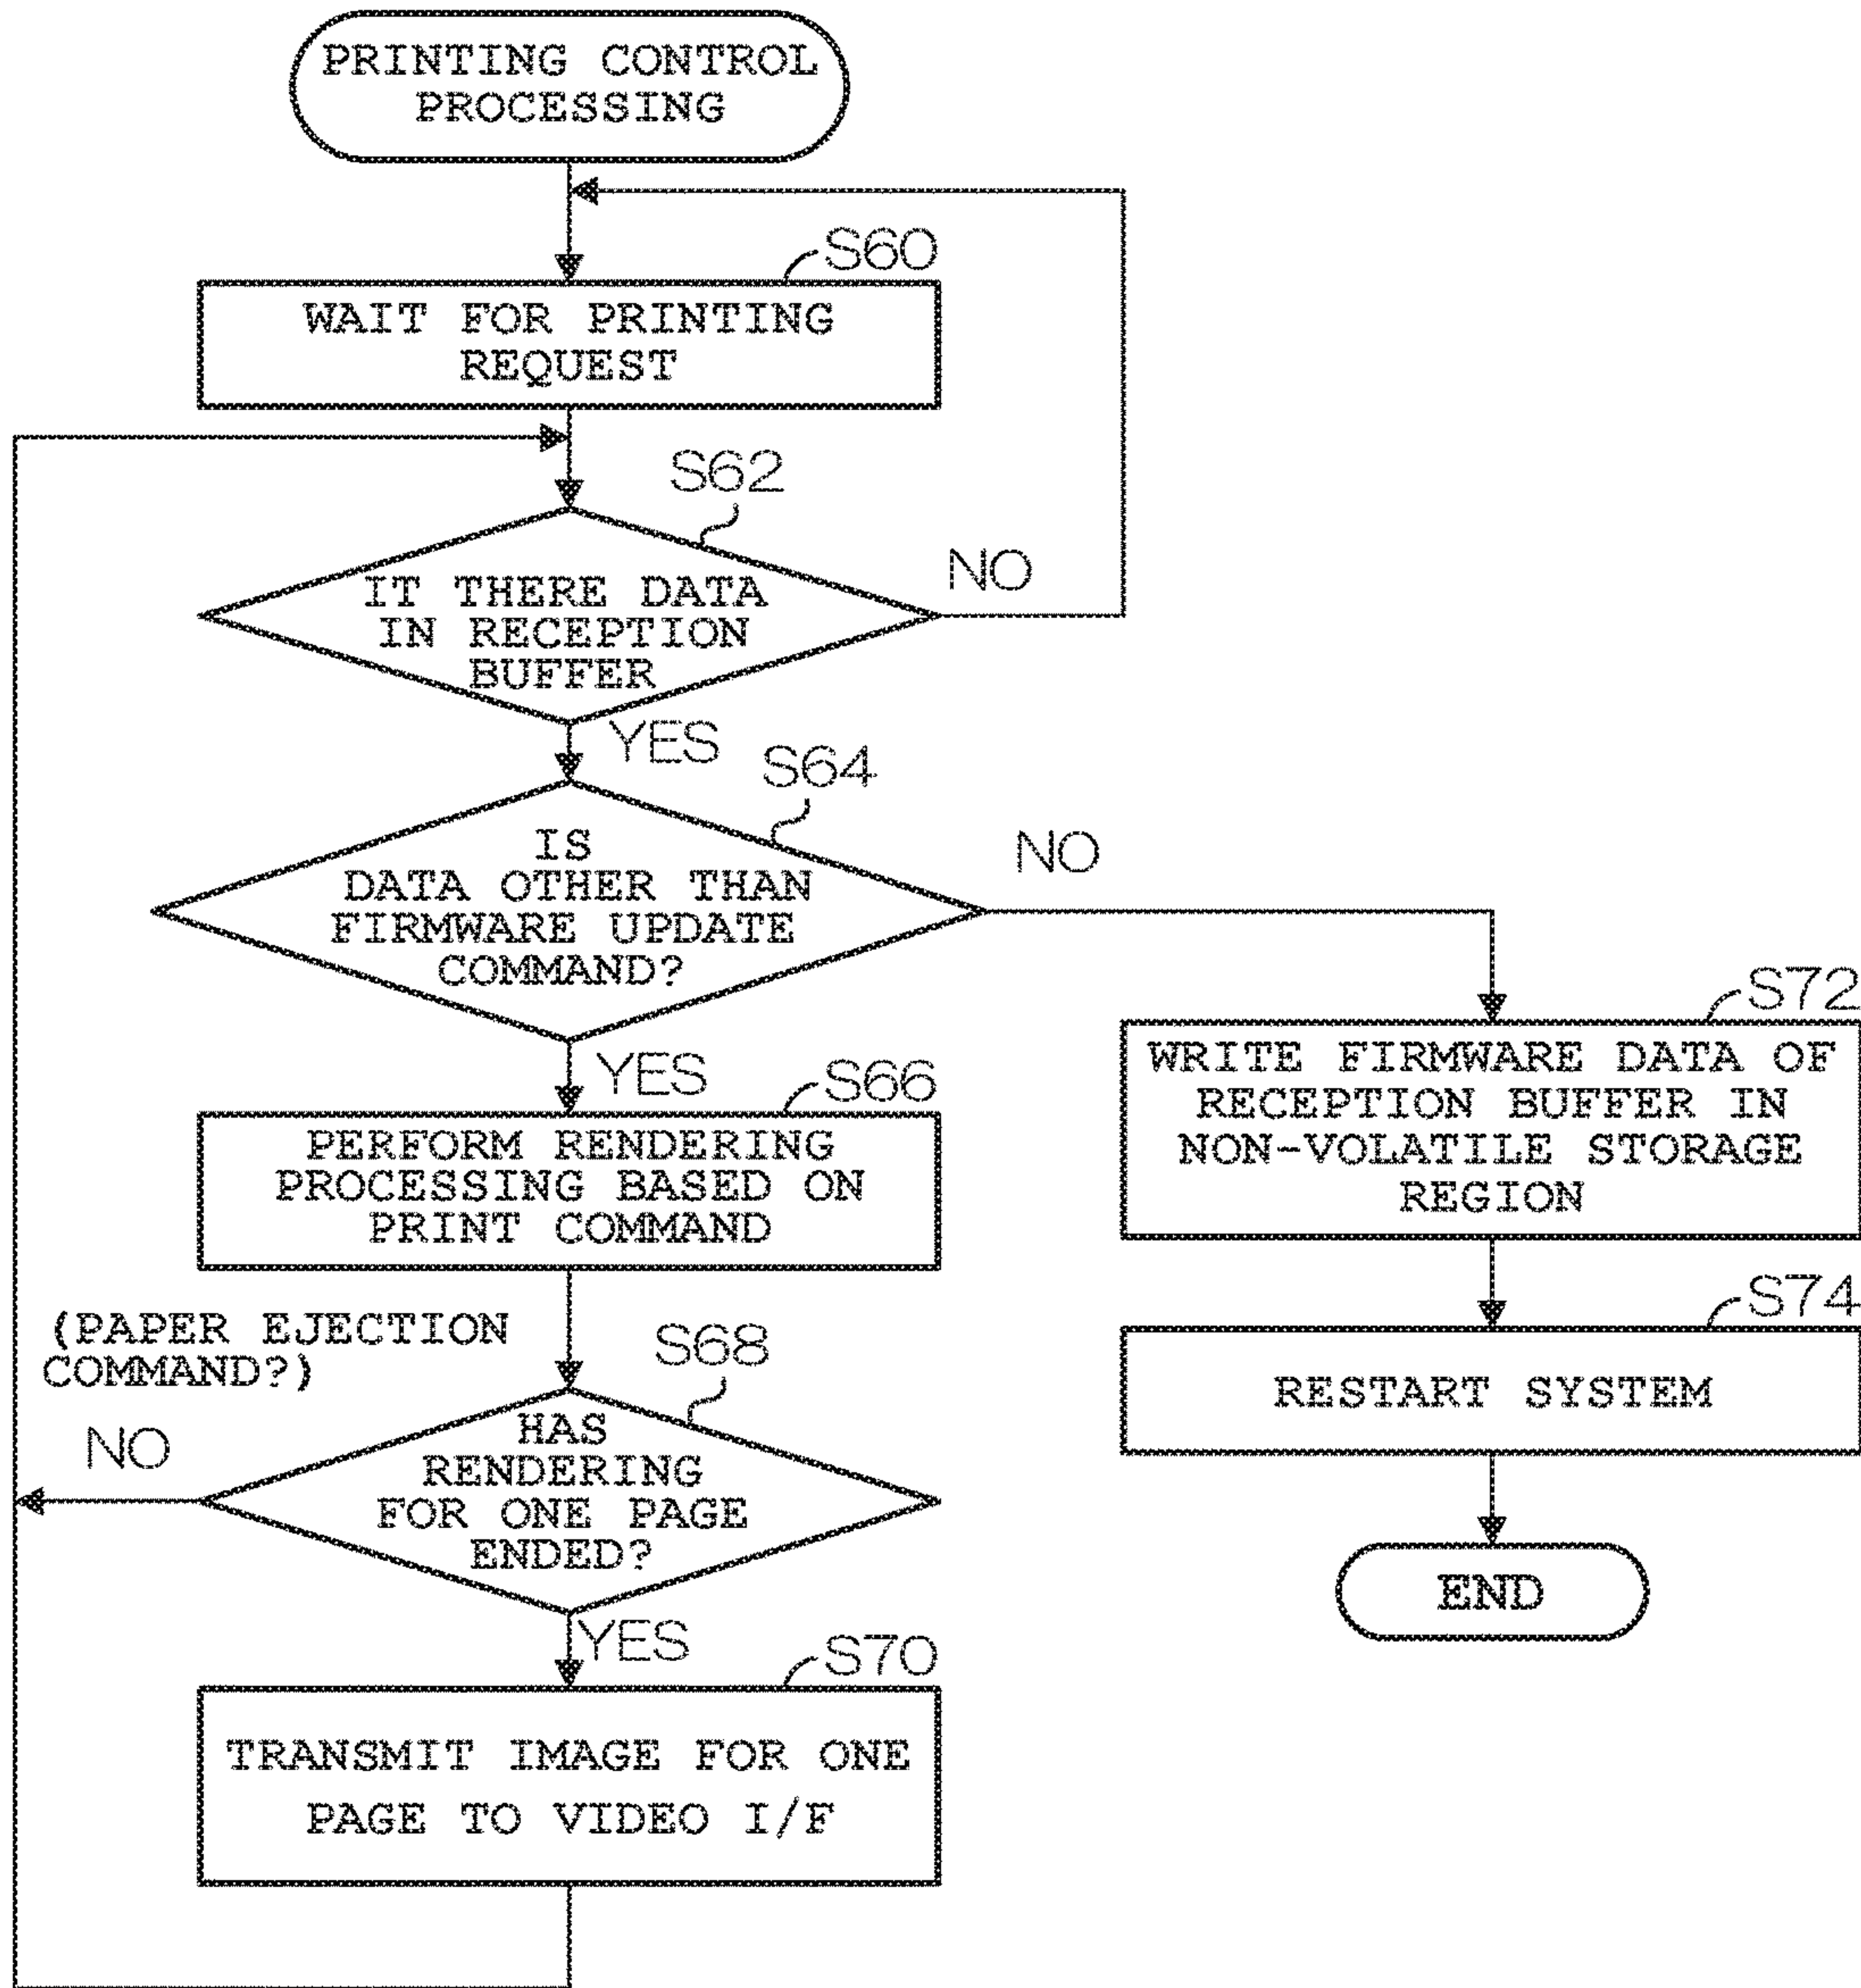 PRINTING CONTROL
PROCESSING
S60
WAIT FOR PRINTING
REQUEST
S62
IT THERE DATA
IN RECEPTION
BUFFER
NO
YES
S64
IS
DATA OTHER THAN
FIRMWARE UPDATE
COMMAND?
NO
YES
S66
PERFORM RENDERING
PROCESSING BASED ON
PRINT COMMAND
S72
WRITE FIRMWARE DATA OF
RECEPTION BUFFER IN
NON-VOLATILE STORAGE
REGION
S74
RESTART SYSTEM
END
(PAPER EJECTION
COMMAND?)
S68
HAS
RENDERING
FOR ONE PAGE
ENDED?
NO
YES
S70
TRANSMIT IMAGE FOR ONE
PAGE TO VIDEO I/F